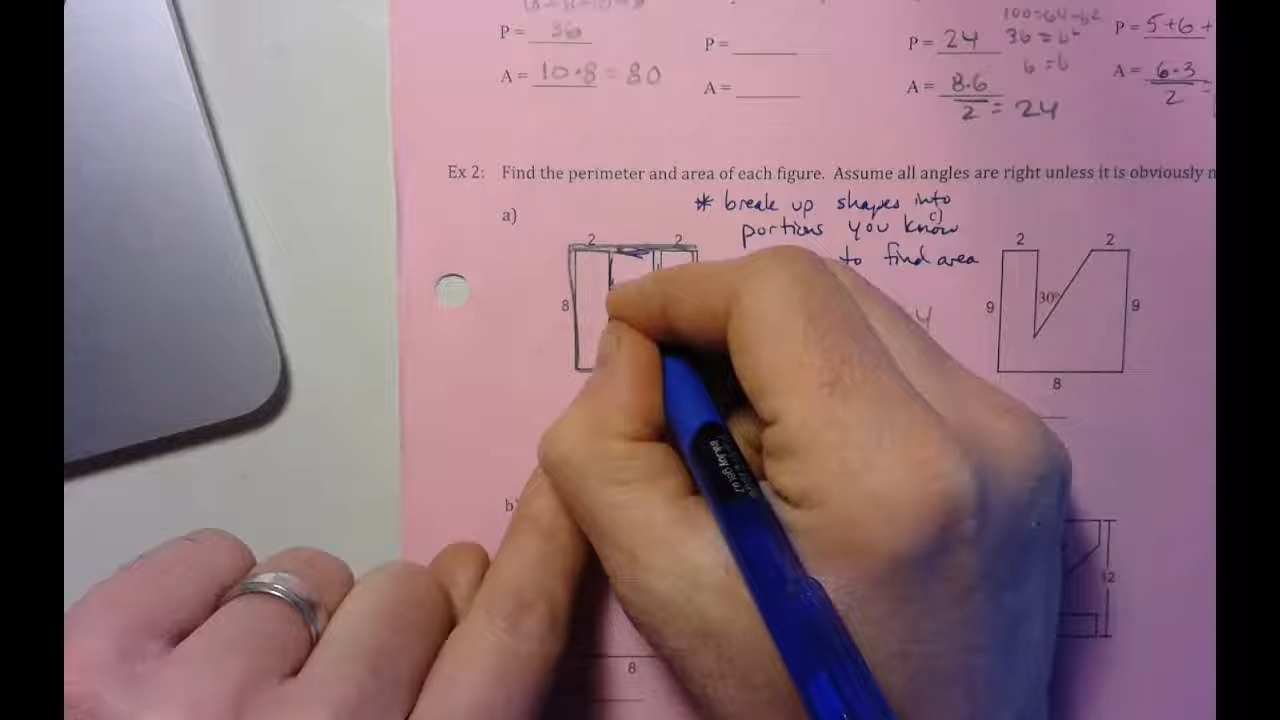 P = 36
A = 10·8 = 80
P =
A =
100=64+b²
P = 24
36 = b²
6 = b
A = 8·6
2 = 24
P = 5+6+
A = 6·3
2 =
Ex 2: Find the perimeter and area of each figure. Assume all angles are right unless it is obviously n
a)
* break up shapes into
portions you know
to find area
2 2
8
c)
2 2
9 30° 9
8
b)
8
12